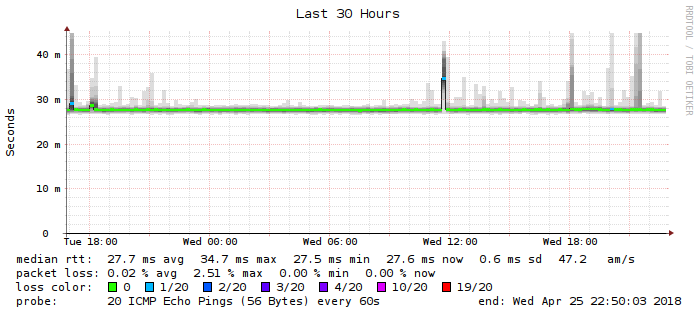 Last 30 Hours
RRDTOOL / TOBI OETIKER
Seconds
40 m
30 m
20 m
10 m
0
Tue 18:00 Wed 00:00 Wed 06:00 Wed 12:00 Wed 18:00
median rtt: 27.7 ms avg 34.7 ms max 27.5 ms min 27.6 ms now 0.6 ms sd 47.2 am/s
packet loss: 0.02 % avg 2.51 % max 0.00 % min 0.00 % now
loss color: 0 1/20 2/20 3/20 4/20 10/20 19/20
probe: 20 ICMP Echo Pings (56 Bytes) every 60s end: Wed Apr 25 22:50:03 2018